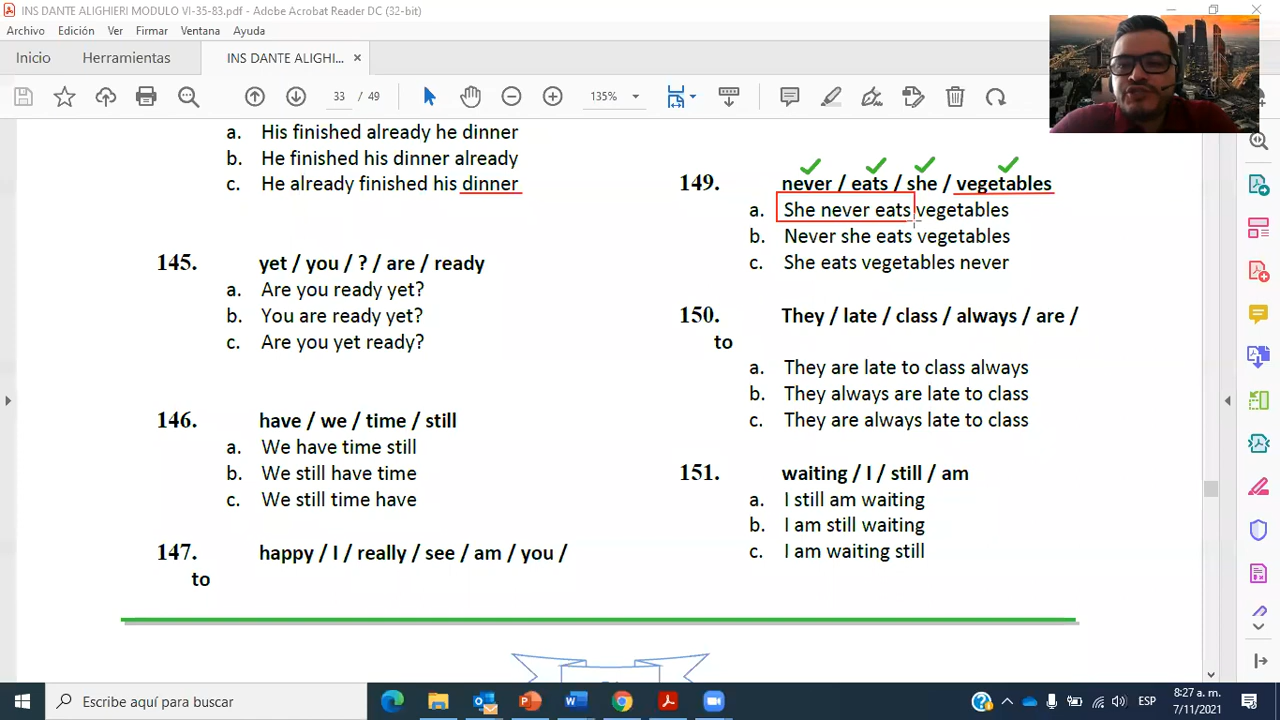 INS DANTE ALIGHIERI MODULO VI-35-83.pdf - Adobe Acrobat Reader DC (32-bit)
Archivo Edición Ver Firmar Ventana Ayuda
Inicio Herramientas INS DANTE ALIGHI... ×
33 / 49 135%
a. His finished already he dinner
b. He finished his dinner already
c. He already finished his dinner
145. yet / you / ? / are / ready
a. Are you ready yet?
b. You are ready yet?
c. Are you yet ready?
146. have / we / time / still
a. We have time still
b. We still have time
c. We still time have
147. happy / I / really / see / am / you /
to
149. never / eats / she / vegetables
a. She never eats vegetables
b. Never she eats vegetables
c. She eats vegetables never
150. They / late / class / always / are /
to
a. They are late to class always
b. They always are late to class
c. They are always late to class
151. waiting / I / still / am
a. I still am waiting
b. I am still waiting
c. I am waiting still
Escribe aquí para buscar
ESP
8:27 a. m.
7/11/2021